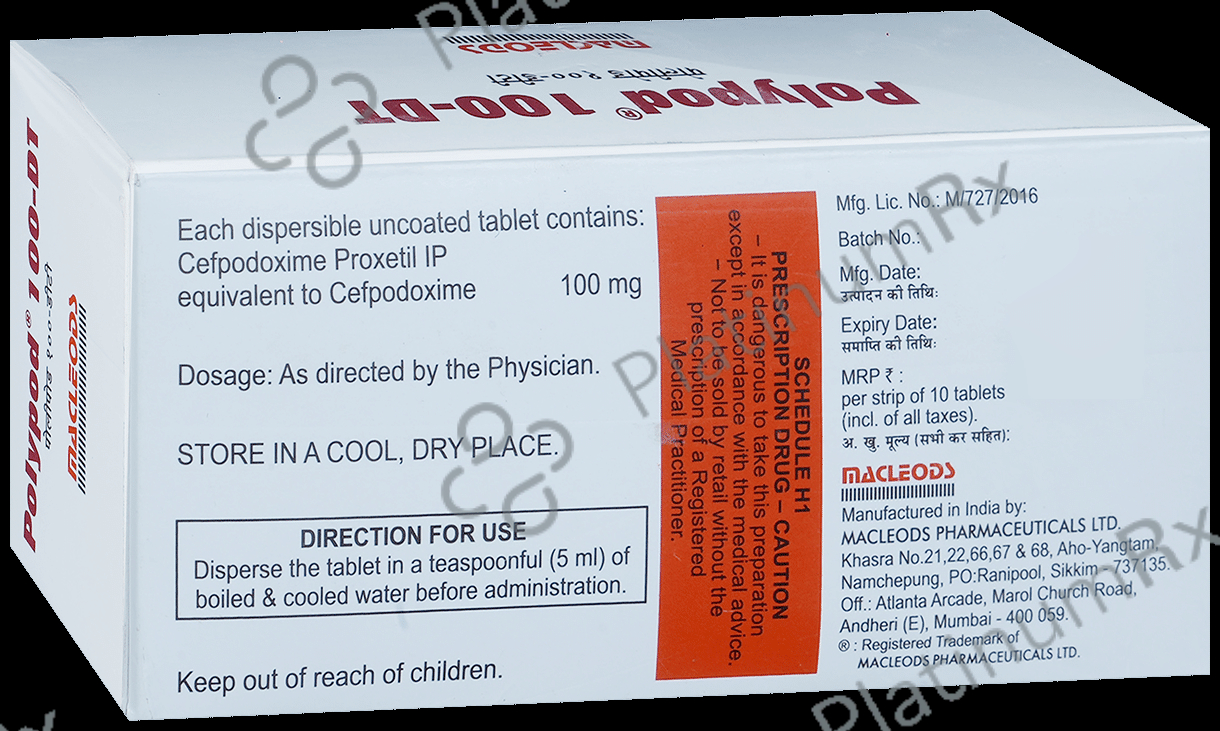 MACLEODS
पोलीपोड १००-डीटी
Polypod® 100-DT
Polypod® 100-DT
पोलीपोड १००-डीटी
MACLEODS
Each dispersible uncoated tablet contains:
Cefpodoxime Proxetil IP
equivalent to Cefpodoxime 100 mg
Dosage: As directed by the Physician.
STORE IN A COOL, DRY PLACE.
DIRECTION FOR USE
Disperse the tablet in a teaspoonful (5 ml) of
boiled & cooled water before administration.
Keep out of reach of children.
SCHEDULE H1
PRESCRIPTION DRUG – CAUTION
– It is dangerous to take this preparation
except in accordance with the medical advice.
– Not to be sold by retail without the
prescription of a Registered
Medical Practitioner.
Mfg. Lic. No.: M/727/2016
Batch No.:
Mfg. Date:
उत्पादन की तिथि:
Expiry Date:
समाप्ति की तिथि:
MRP ₹ :
per strip of 10 tablets
(incl. of all taxes).
अ. खु. मूल्य (सभी कर सहित):
MACLEODS
Manufactured in India by:
MACLEODS PHARMACEUTICALS LTD.
Khasra No.21,22,66,67 & 68, Aho-Yangtam,
Namchepung, PO:Ranipool, Sikkim - 737135.
Off.: Atlanta Arcade, Marol Church Road,
Andheri (E), Mumbai - 400 059.
® : Registered Trademark of
MACLEODS PHARMACEUTICALS LTD.
PlatinumRx
PlatinumRx
PlatinumRx
Rx